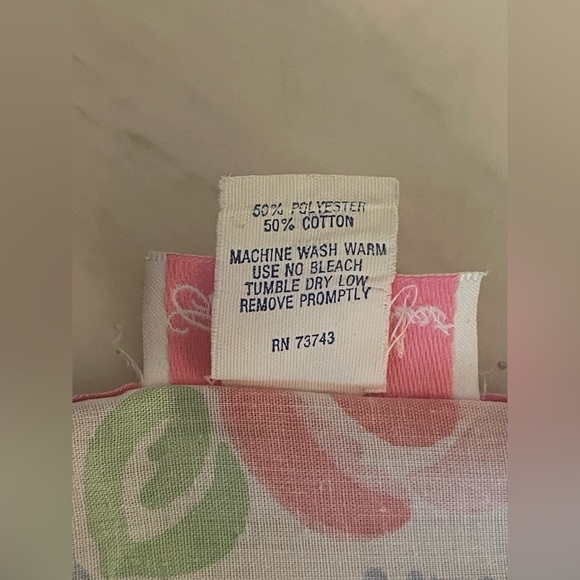 50% POLYESTER
50% COTTON
MACHINE WASH WARM
USE NO BLEACH
TUMBLE DRY LOW
REMOVE PROMPTLY
RN 73743